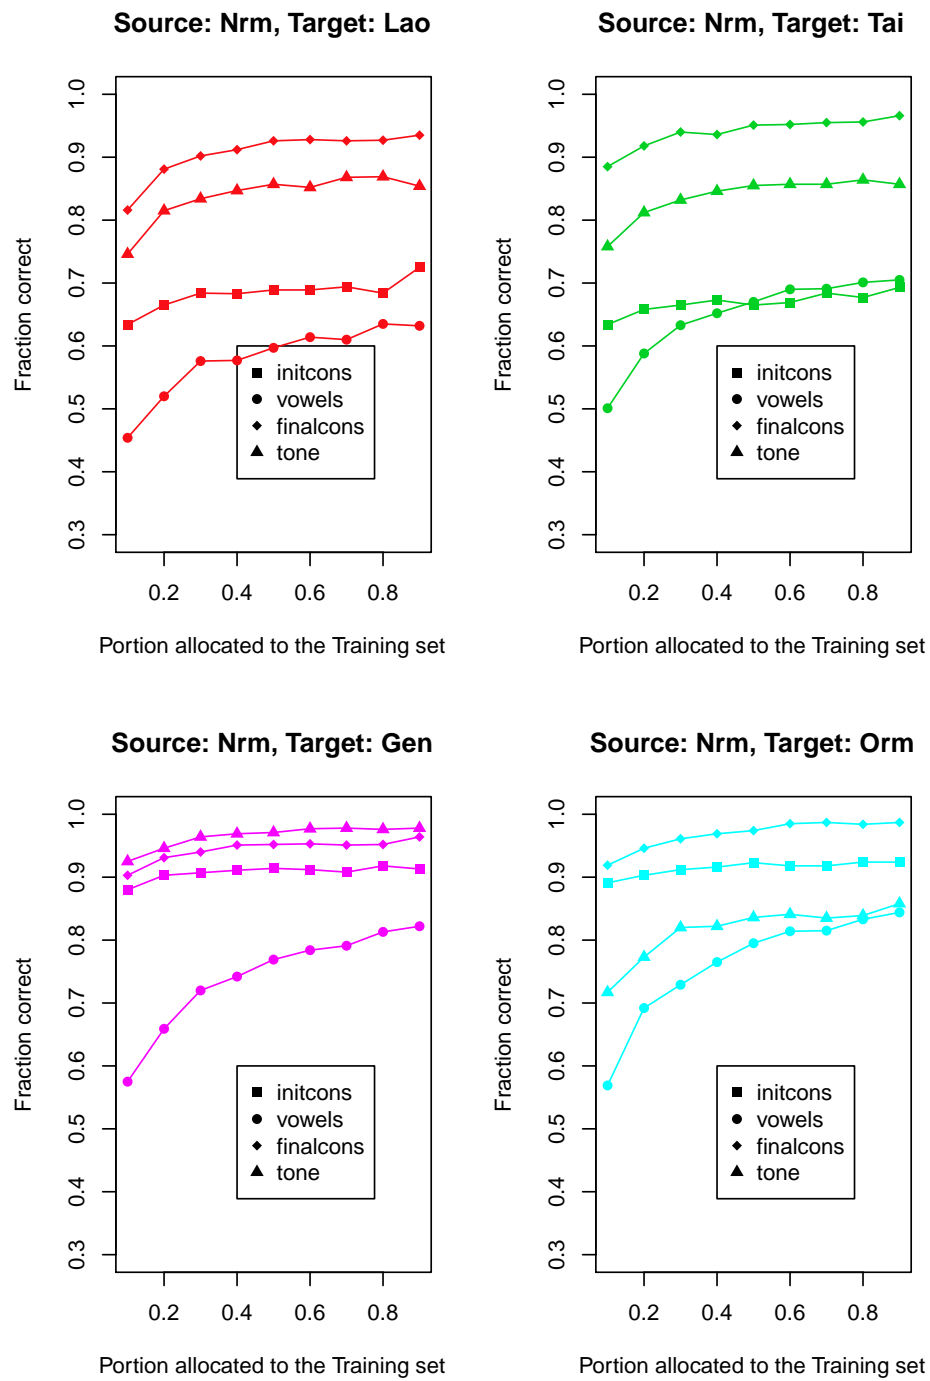 Source: Nrm, Target: Lao
Fraction correct
1.0
0.9
0.8
0.7
0.6
0.5
0.4
0.3
initcons
vowels
finalcons
tone
0.2 0.4 0.6 0.8
Portion allocated to the Training set
Source: Nrm, Target: Tai
Fraction correct
1.0
0.9
0.8
0.7
0.6
0.5
0.4
0.3
initcons
vowels
finalcons
tone
0.2 0.4 0.6 0.8
Portion allocated to the Training set
Source: Nrm, Target: Gen
Fraction correct
1.0
0.9
0.8
0.7
0.6
0.5
0.4
0.3
initcons
vowels
finalcons
tone
0.2 0.4 0.6 0.8
Portion allocated to the Training set
Source: Nrm, Target: Orm
Fraction correct
1.0
0.9
0.8
0.7
0.6
0.5
0.4
0.3
initcons
vowels
finalcons
tone
0.2 0.4 0.6 0.8
Portion allocated to the Training set